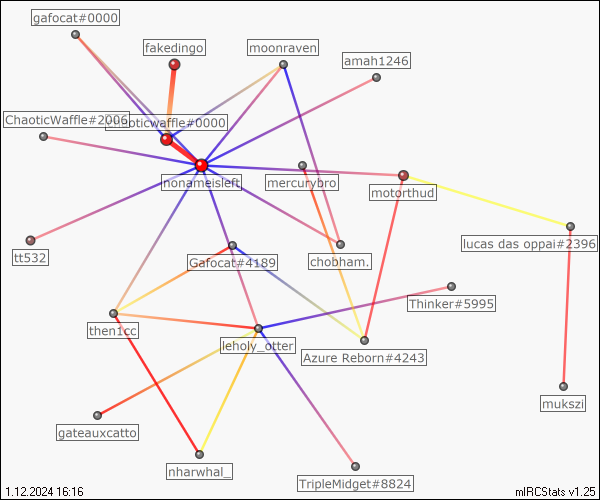 gafocat#0000
fakedingo
moonraven
amah1246
ChaoticWaffle#2006
chaoticwaffle#0000
nonameisleft
mercurybro
motorthud
tt532
Gafocat#4189
chobham.
lucas das oppai#2396
Thinker#5995
then1cc
leholy_otter
Azure Reborn#4243
mukszi
gateauxcatto
nharwhal_
TripleMidget#8824
1.12.2024 16:16
mIRCStats v1.25